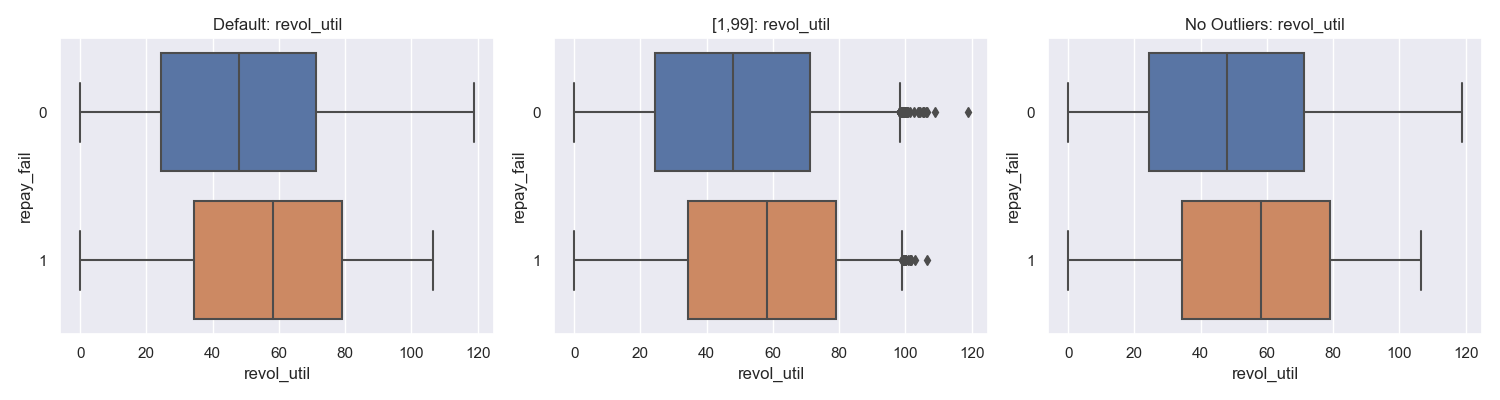 Default: revol_util
repay_fail
0
1
0 20 40 60 80 100 120
revol_util
[1,99]: revol_util
repay_fail
0
1
0 20 40 60 80 100 120
revol_util
No Outliers: revol_util
repay_fail
0
1
0 20 40 60 80 100 120
revol_util